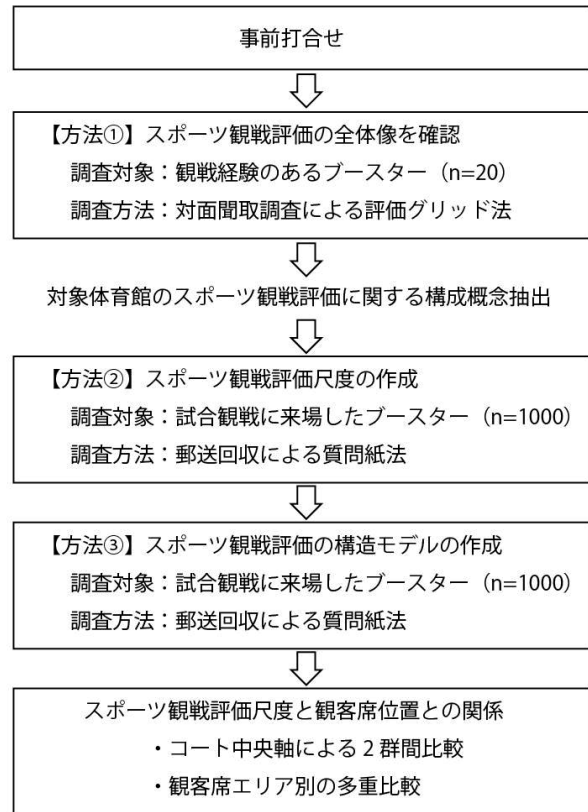 事前打合せ
【方法①】スポーツ観戦評価の全体像を確認
調査対象：観戦経験のあるブースター（n=20）
調査方法：対面聞取調査による評価グリッド法
対象体育館のスポーツ観戦評価に関する構成概念抽出
【方法②】スポーツ観戦評価尺度の作成
調査対象：試合観戦に来場したブースター（n=1000）
調査方法：郵送回収による質問紙法
【方法③】スポーツ観戦評価の構造モデルの作成
調査対象：試合観戦に来場したブースター（n=1000）
調査方法：郵送回収による質問紙法
スポーツ観戦評価尺度と観客席位置との関係
・コート中央軸による 2 群間比較
・観客席エリア別の多重比較